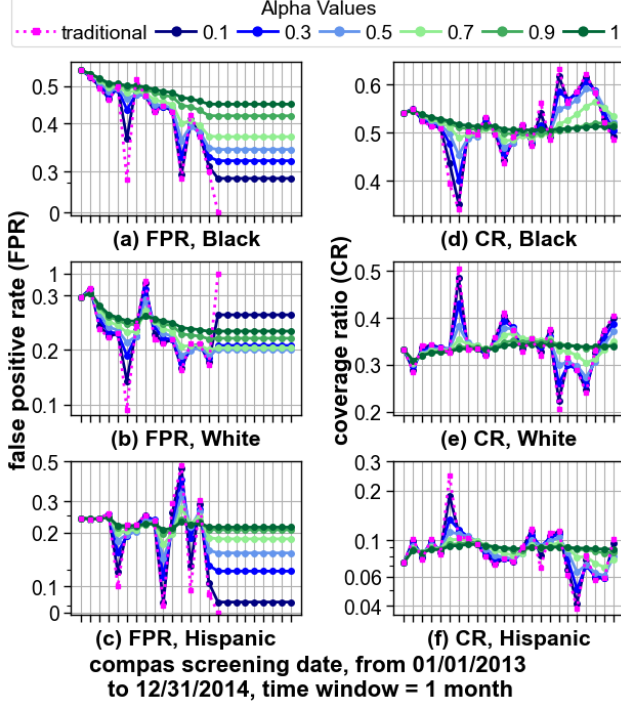 Alpha Values
traditional 0.1 0.3 0.5 0.7 0.9 1
false positive rate (FPR)
0.5
0.4
0.3
0
(a) FPR, Black
1
0.3
0.2
0.1
(b) FPR, White
0.5
0.3
0.2
0.1
0
(c) FPR, Hispanic
coverage ratio (CR)
0.6
0.5
0.4
(d) CR, Black
0.5
0.4
0.3
0.2
(e) CR, White
0.3
0.1
0.06
0.04
(f) CR, Hispanic
compas screening date, from 01/01/2013
to 12/31/2014, time window = 1 month